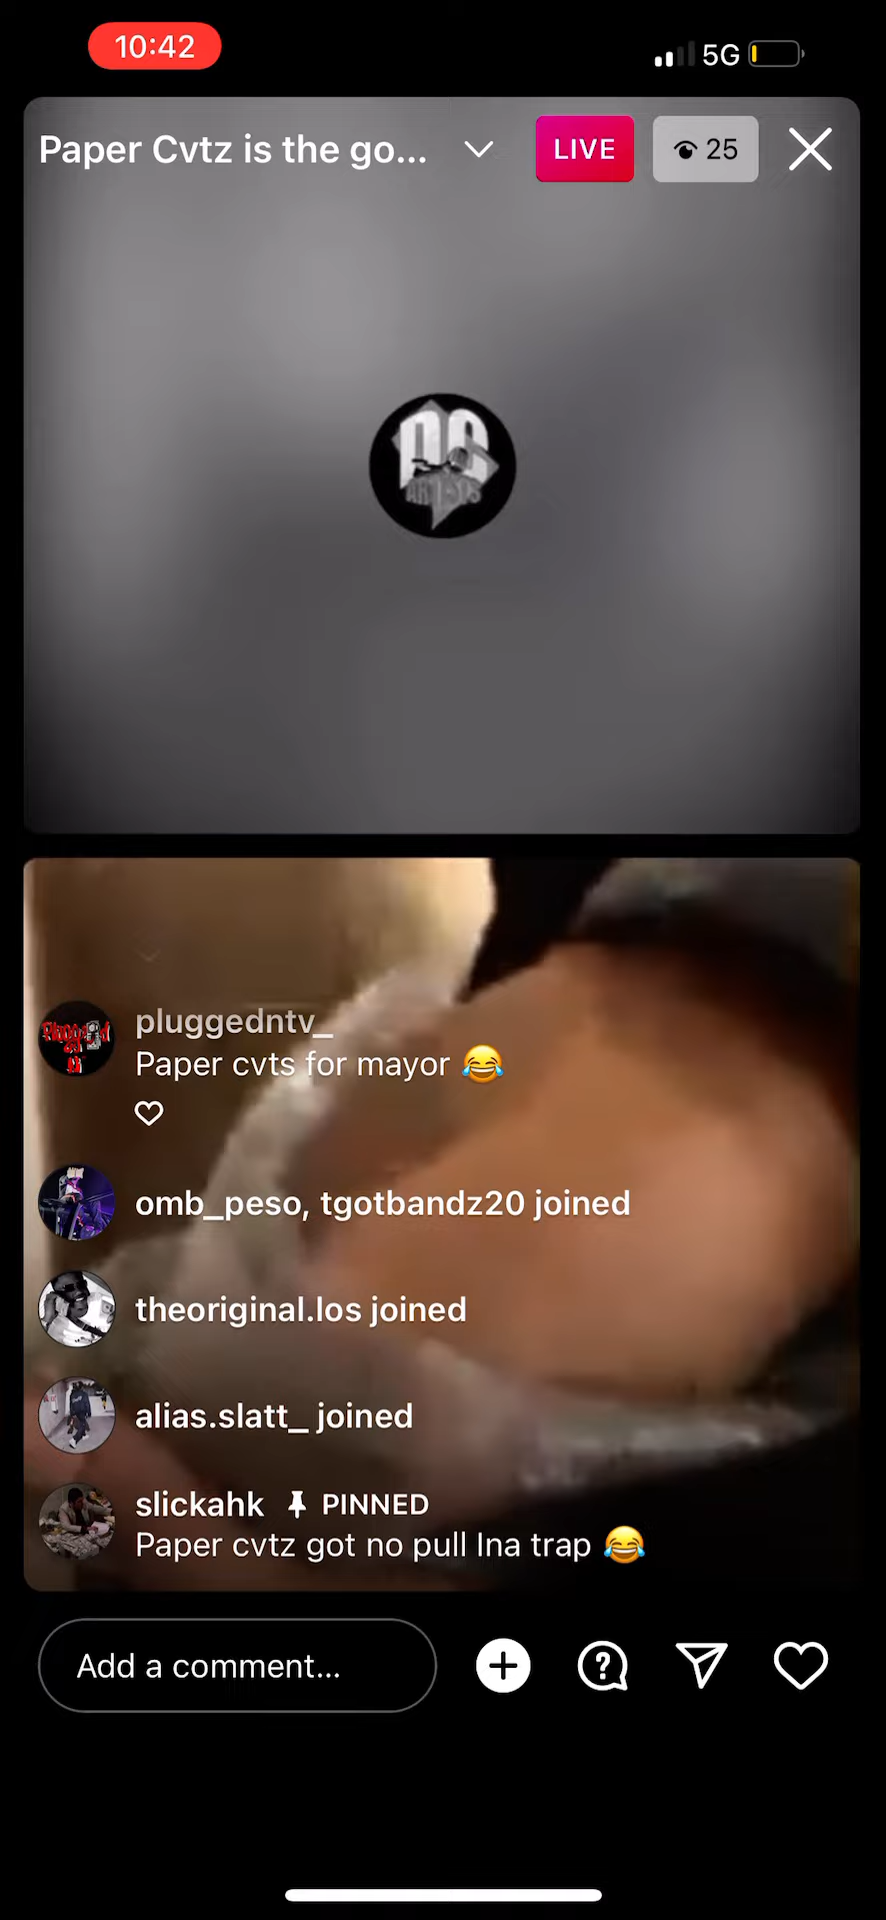 10:42
5G
Paper Cvtz is the go...
LIVE
25
ARTISTS
pluggedntv_
Paper cvts for mayor 😂
omb_peso, tgotbandz20 joined
theoriginal.los joined
alias.slatt_ joined
slickahk PINNED
Paper cvtz got no pull Ina trap 😂
Add a comment...